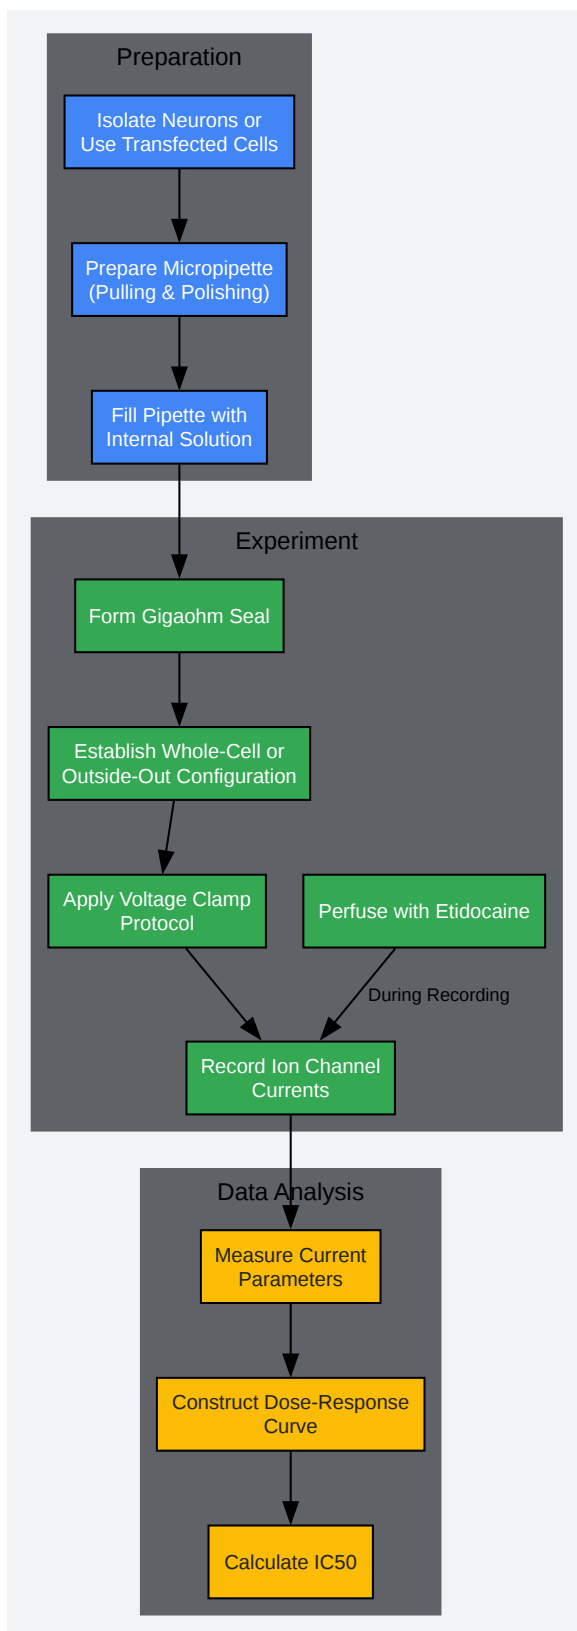 Preparation
Isolate Neurons or
Use Transfected Cells
Prepare Micropipette
(Pulling & Polishing)
Fill Pipette with
Internal Solution
Experiment
Form Gigaohm Seal
Establish Whole-Cell or
Outside-Out Configuration
Apply Voltage Clamp
Protocol
Perfuse with Etidocaine
During Recording
Record Ion Channel
Currents
Data Analysis
Measure Current
Parameters
Construct Dose-Response
Curve
Calculate IC50